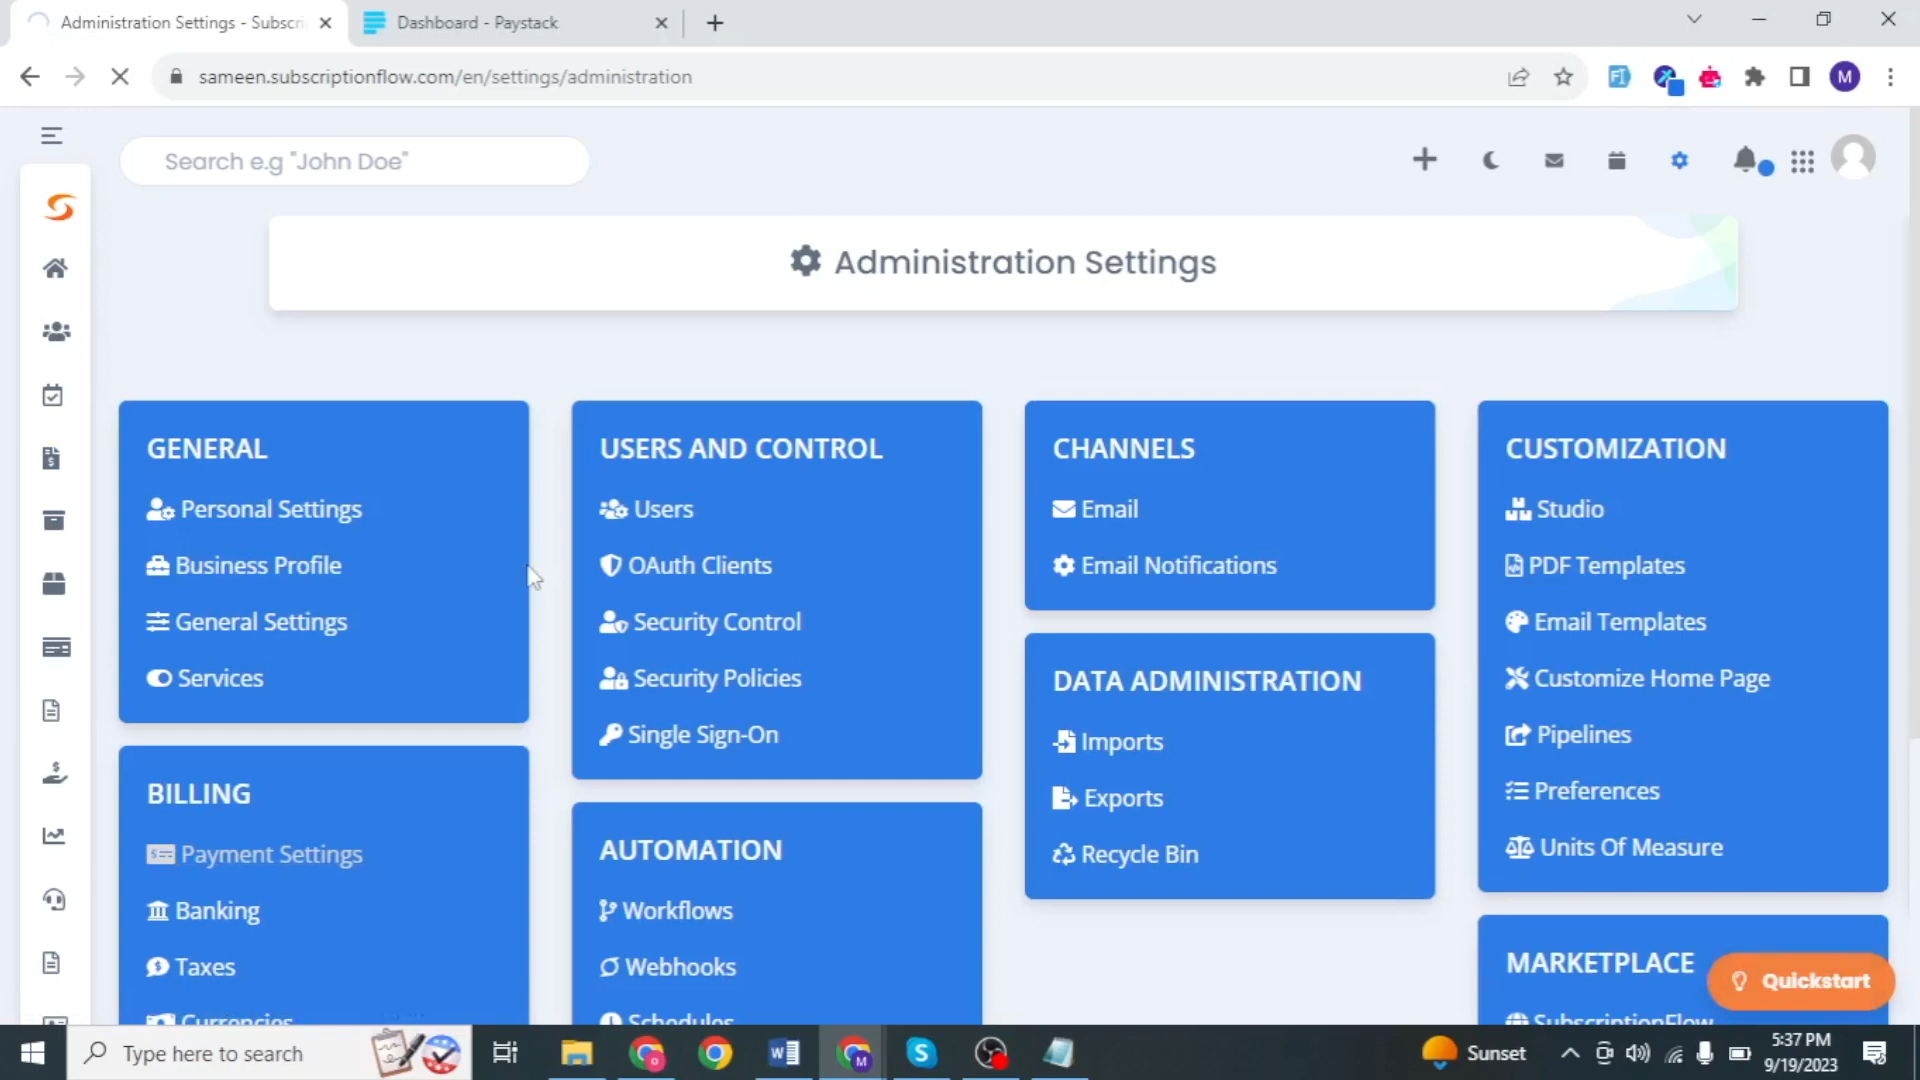 Administration Settings - Subscri
Dashboard - Paystack
sameen.subscriptionflow.com/en/settings/administration
M
Search e.g "John Doe"
Administration Settings
GENERAL
Personal Settings
Business Profile
General Settings
Services
BILLING
Payment Settings
Banking
Taxes
Currencies
USERS AND CONTROL
Users
OAuth Clients
Security Control
Security Policies
Single Sign-On
AUTOMATION
Workflows
Webhooks
Schedules
CHANNELS
Email
Email Notifications
DATA ADMINISTRATION
Imports
Exports
Recycle Bin
CUSTOMIZATION
Studio
PDF Templates
Email Templates
Customize Home Page
Pipelines
Preferences
Units Of Measure
MARKETPLACE
SubscriptionFlow
Quickstart
Type here to search
Sunset
5:37 PM
9/19/2023